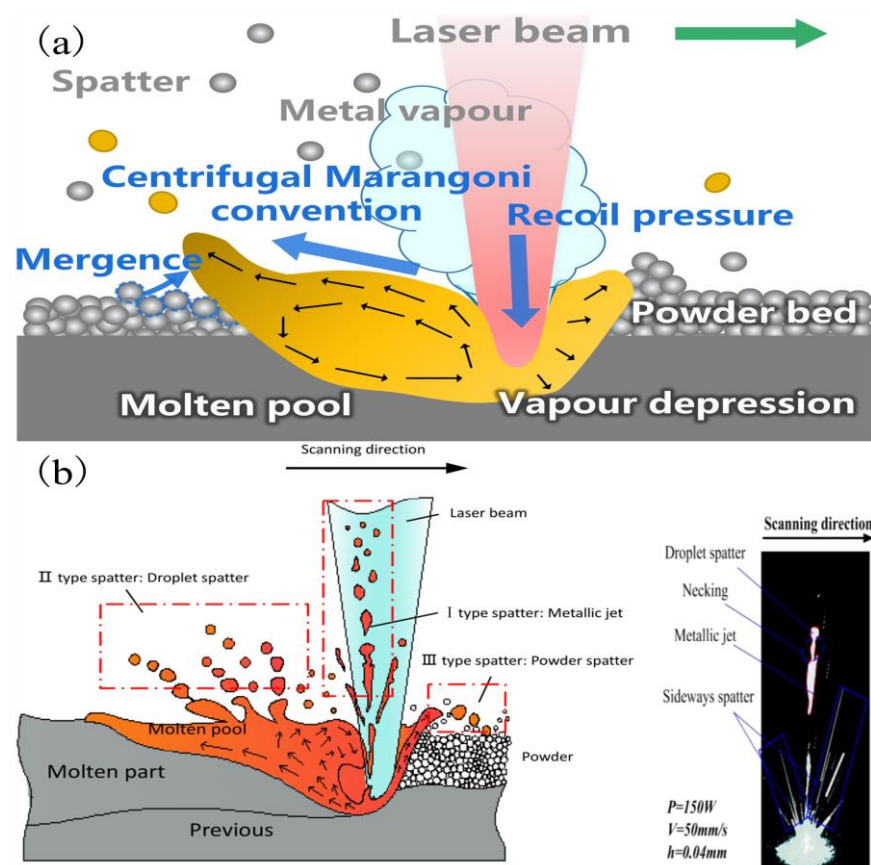 (a)
Laser beam
Spatter
Metal vapour
Centrifugal Marangoni
convention
Recoil pressure
Mergence
Powder bed
Molten pool
Vapour depression
(b)
Scanning direction
Laser beam
II type spatter: Droplet spatter
I type spatter: Metallic jet
III type spatter: Powder spatter
Molten pool
Powder
Molten part
Previous
Scanning direction
Droplet spatter
Necking
Metallic jet
Sideways spatter
P=150W
V=50mm/s
h=0.04mm